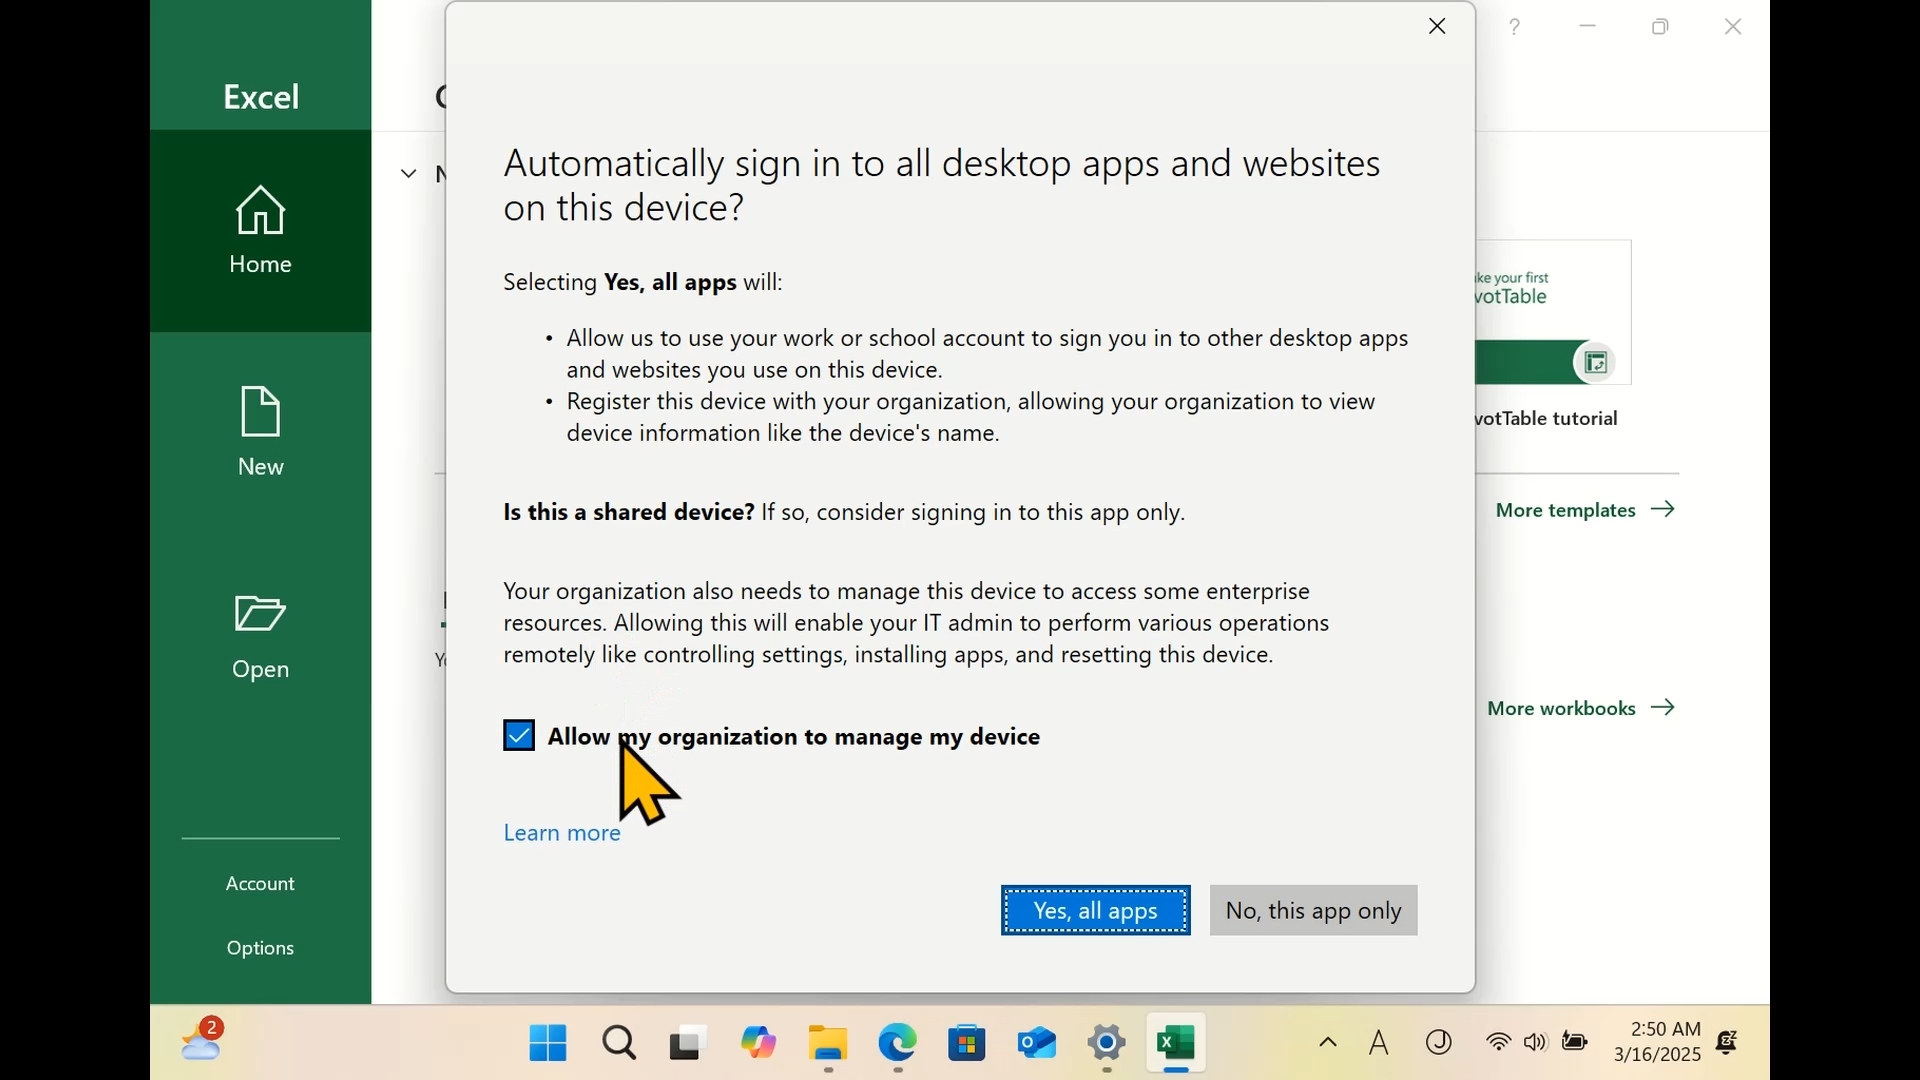 Excel
Home
New
Open
Account
Options
Automatically sign in to all desktop apps and websites
on this device?
Selecting Yes, all apps will:
• Allow us to use your work or school account to sign you in to other desktop apps
and websites you use on this device.
• Register this device with your organization, allowing your organization to view
device information like the device's name.
Is this a shared device? If so, consider signing in to this app only.
Your organization also needs to manage this device to access some enterprise
resources. Allowing this will enable your IT admin to perform various operations
remotely like controlling settings, installing apps, and resetting this device.
Allow my organization to manage my device
Learn more
Yes, all apps
No, this app only
?
your first
tutorial
More templates
More workbooks
2
A
J
2:50 AM
3/16/2025